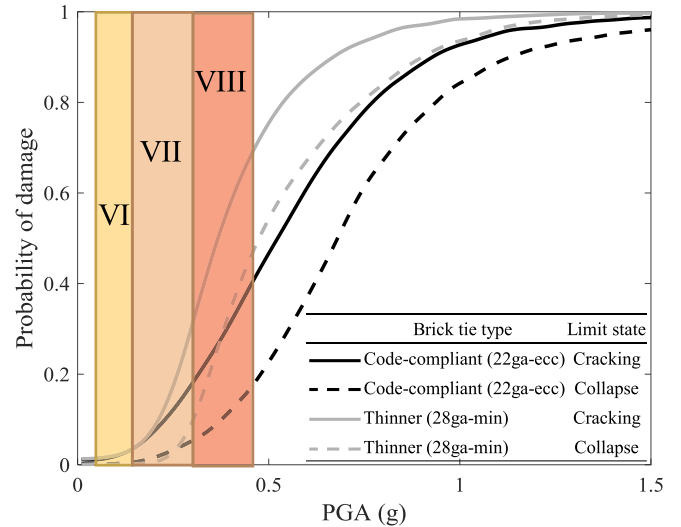 1
0.8
0.6
0.4
0.2
0
Probability of damage
VI
VII
VIII
Brick tie type Limit state
Code-compliant (22ga-ecc) Cracking
Code-compliant (22ga-ecc) Collapse
Thinner (28ga-min) Cracking
Thinner (28ga-min) Collapse
0 0.5 1 1.5
PGA (g)